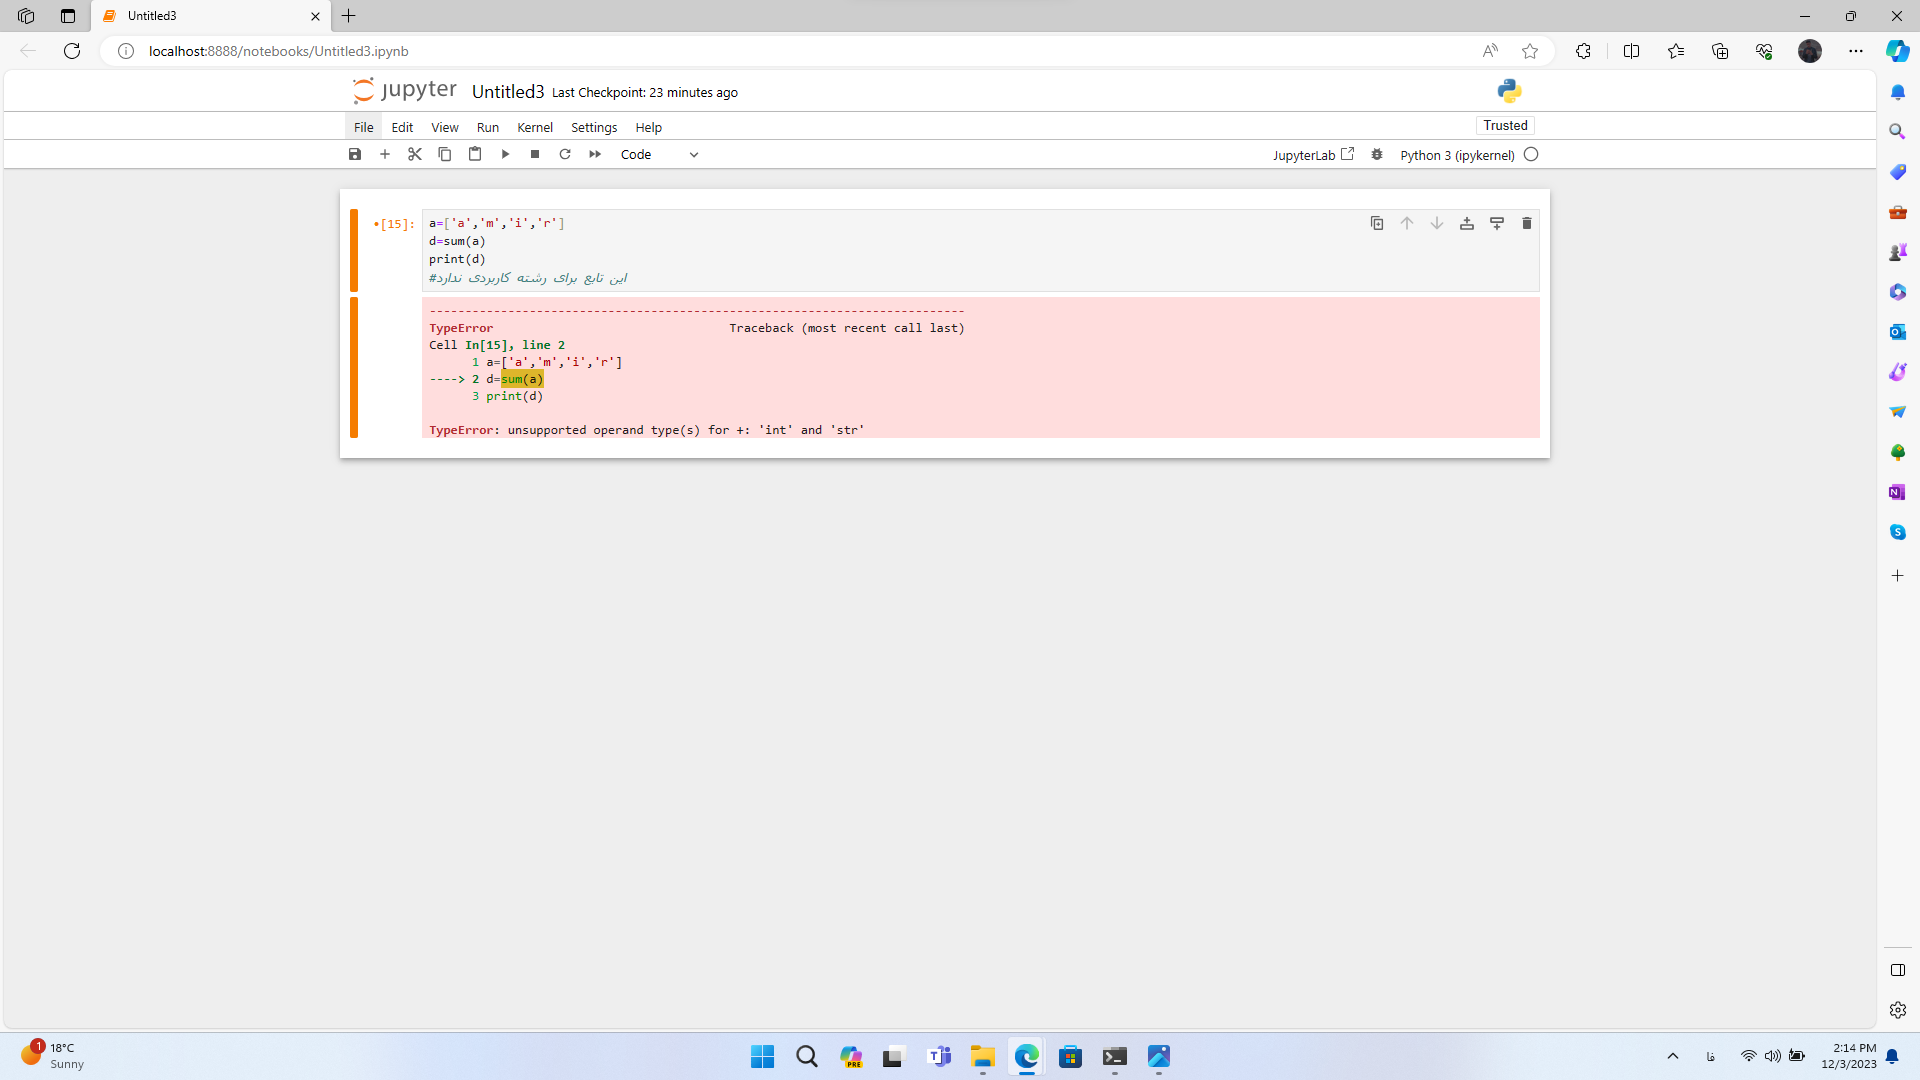 Untitled3
localhost:8888/notebooks/Untitled3.ipynb
jupyter Untitled3 Last Checkpoint: 23 minutes ago
File Edit View Run Kernel Settings Help Trusted
Code JupyterLab Python 3 (ipykernel)
•[15]: a=['a','m','i','r']
d=sum(a)
print(d)
#این تابع برای رشته کاربردی ندارد
---------------------------------------------------------------------------
TypeError Traceback (most recent call last)
Cell In[15], line 2
1 a=['a','m','i','r']
----> 2 d=sum(a)
3 print(d)
TypeError: unsupported operand type(s) for +: 'int' and 'str'
1 18°C
Sunny
PRE
فا
2:14 PM
12/3/2023